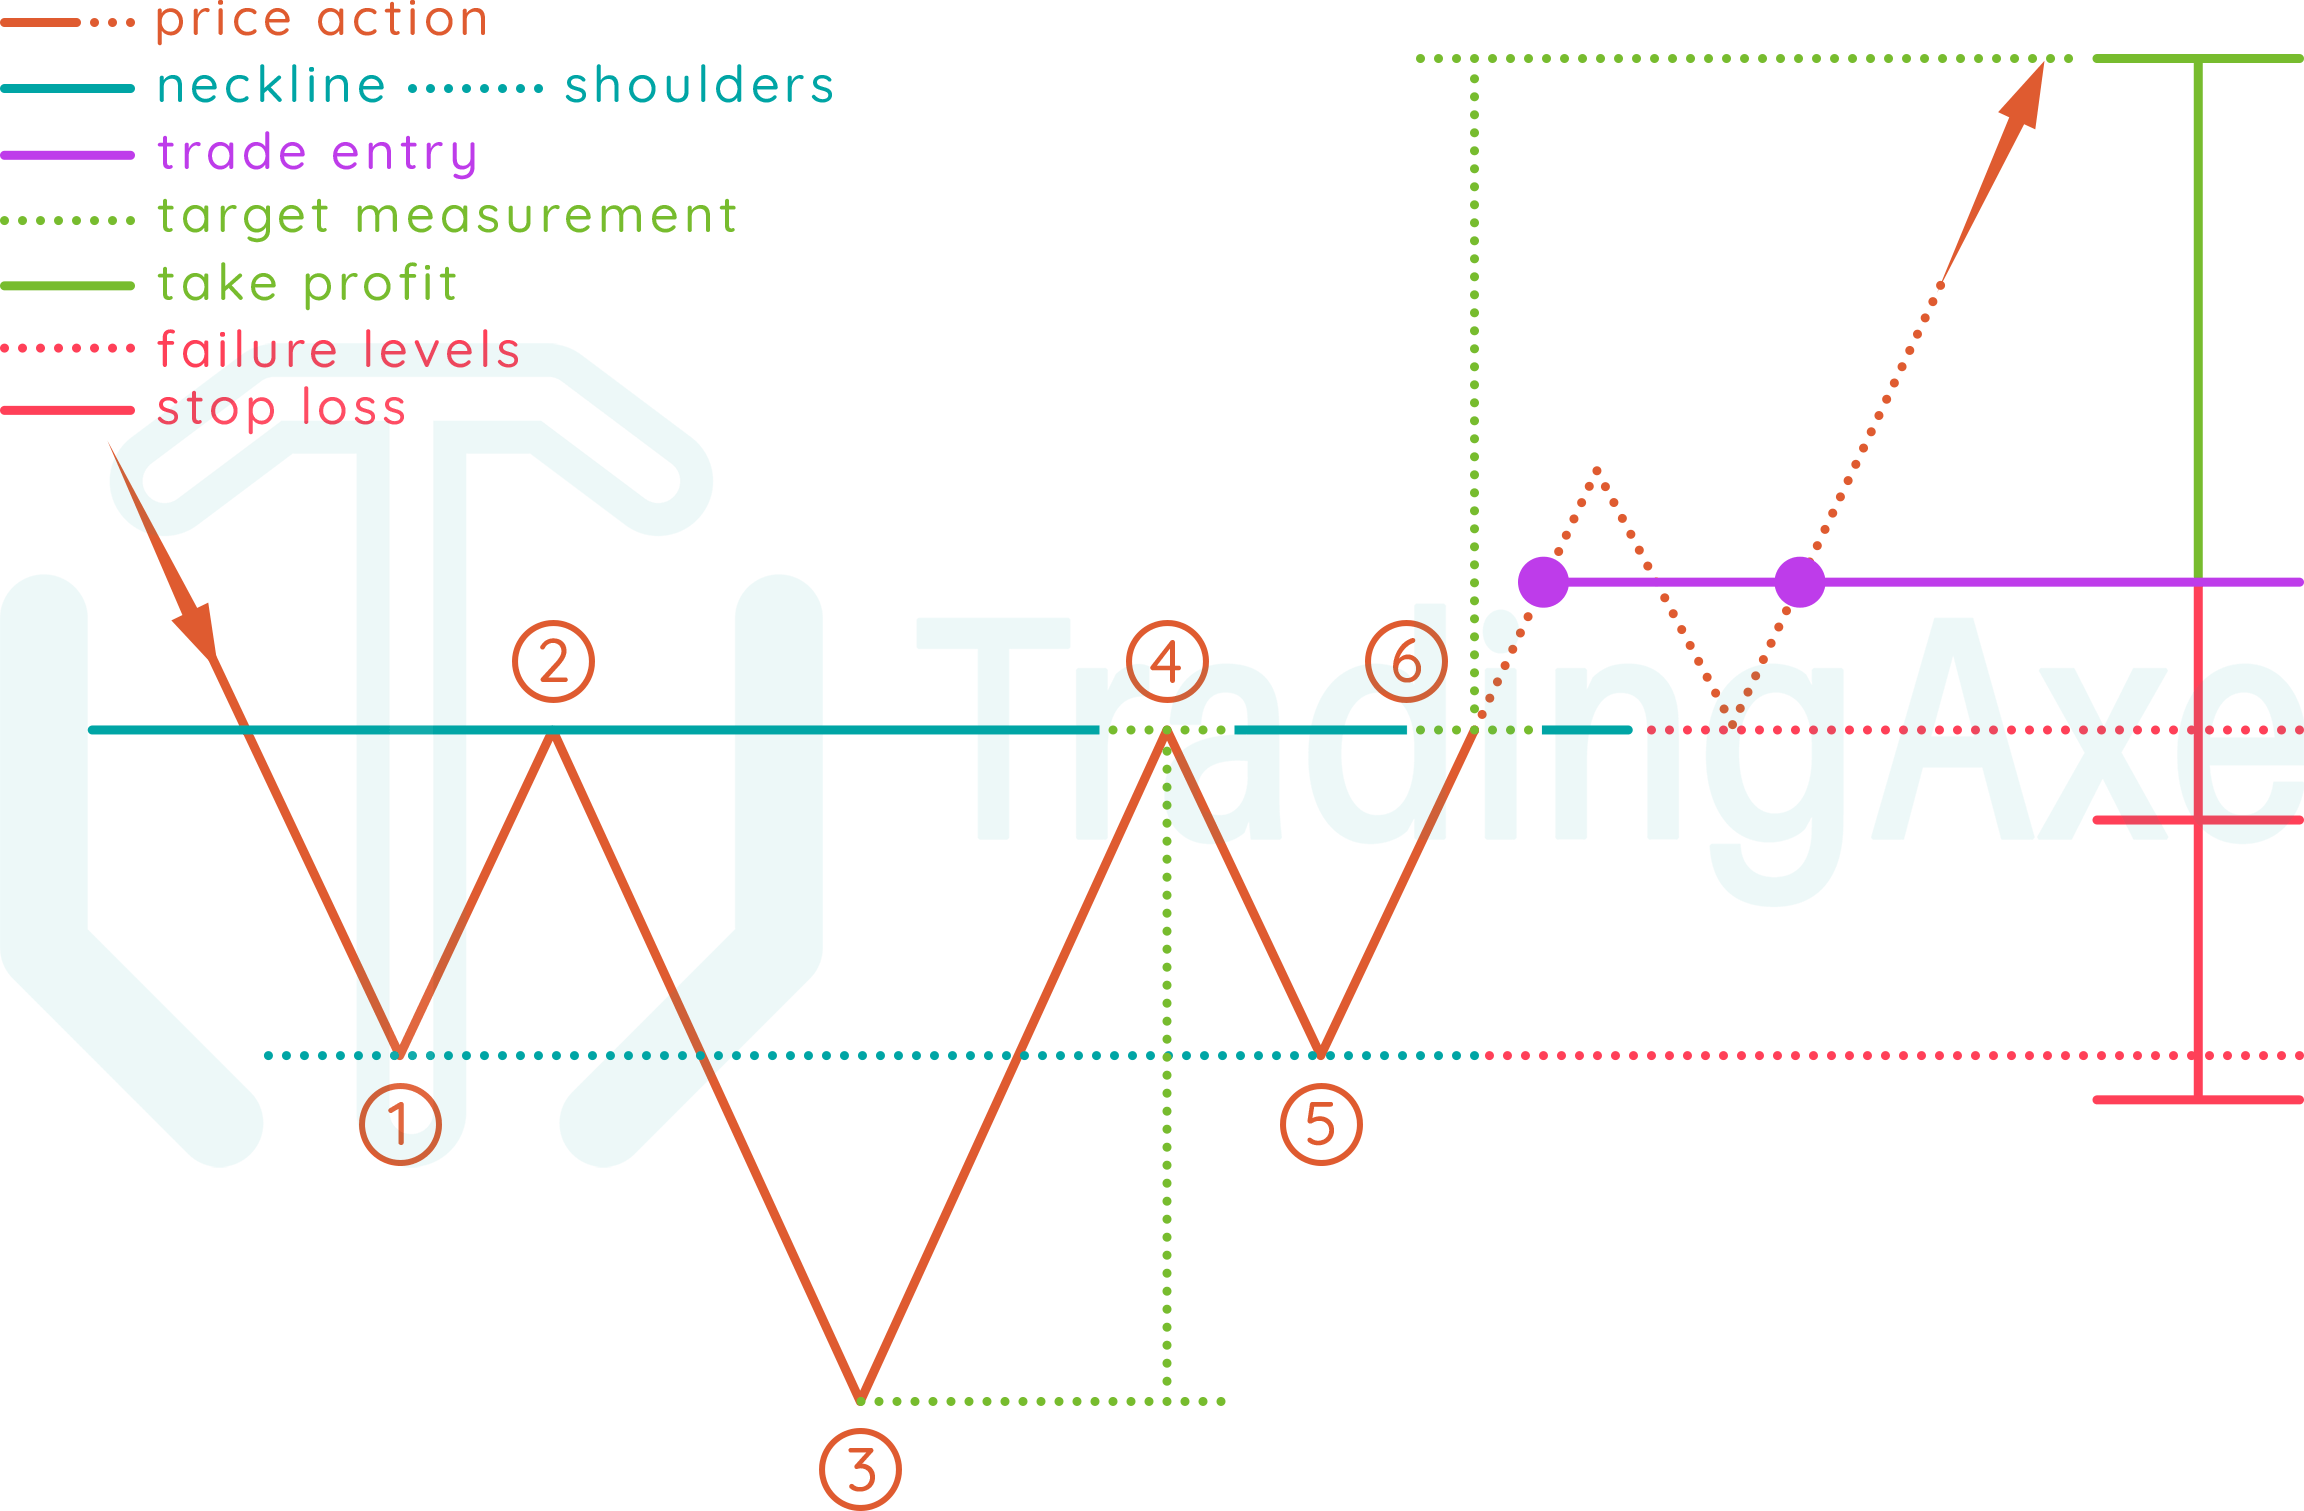 price action
neckline shoulders
trade entry
target measurement
take profit
failure levels
stop loss
2 4 6
TradingAxe
1 5
3